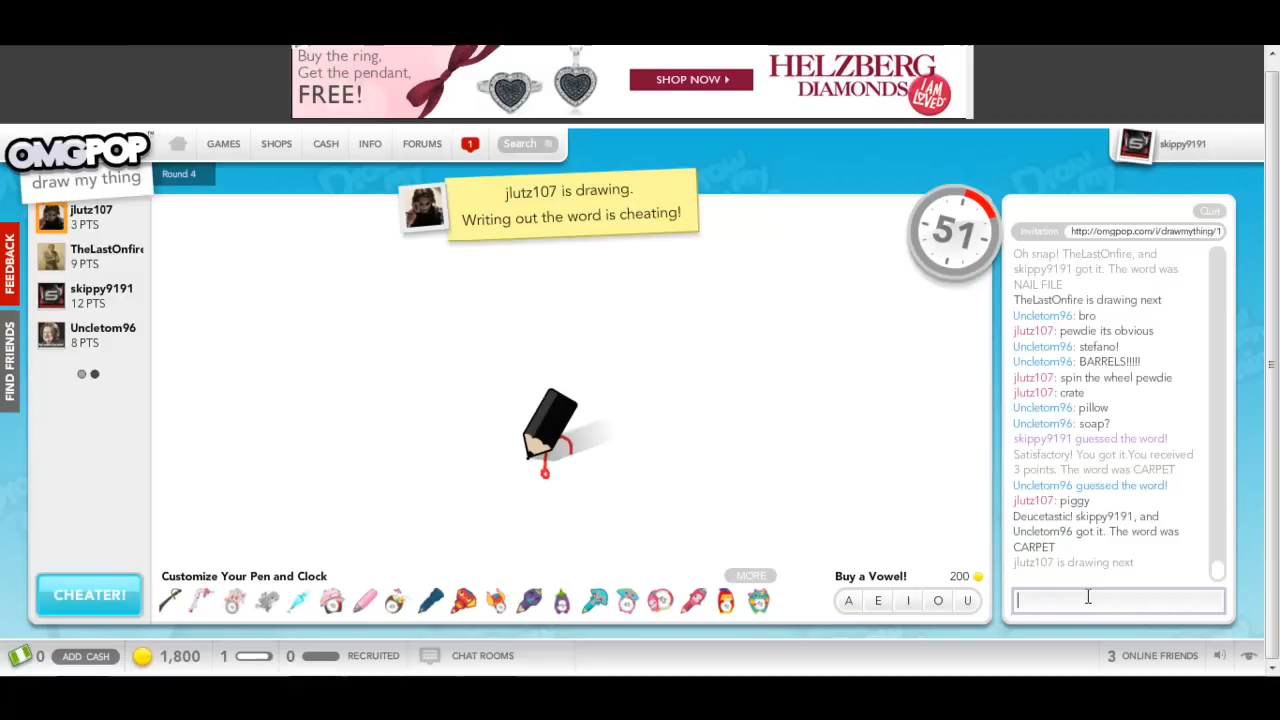 Buy the ring,
Get the pendant,
FREE!
SHOP NOW
HELZBERG
DIAMONDS
I AM
LOVED
OMGPOP
draw my thing
GAMES
SHOPS
CASH
INFO
FORUMS
1
Search
skippy9191
Round 4
jlutz107 is drawing.
Writing out the word is cheating!
51
FEEDBACK
FIND FRIENDS
jlutz107
3 PTS
TheLastOnfire
9 PTS
skippy9191
12 PTS
Uncletom96
8 PTS
CHEATER!
Quit
Invitation
http://omgpop.com/i/drawmything/1
Oh snap! TheLastOnfire, and
skippy9191 got it. The word was
NAIL FILE
TheLastOnfire is drawing next
Uncletom96: bro
jlutz107: pewdie its obvious
Uncletom96: stefano!
Uncletom96: BARRELS!!!!!
jlutz107: spin the wheel pewdie
jlutz107: crate
Uncletom96: pillow
Uncletom96: soap?
skippy9191 guessed the word!
Satisfactory! You got it.You received
3 points. The word was CARPET
Uncletom96 guessed the word!
jlutz107: piggy
Deucetastic! skippy9191, and
Uncletom96 got it. The word was
CARPET
jlutz107 is drawing next
Customize Your Pen and Clock
MORE
Buy a Vowel!
200
A E I O U
0
ADD CASH
1,800
1
0
RECRUITED
CHAT ROOMS
3 ONLINE FRIENDS